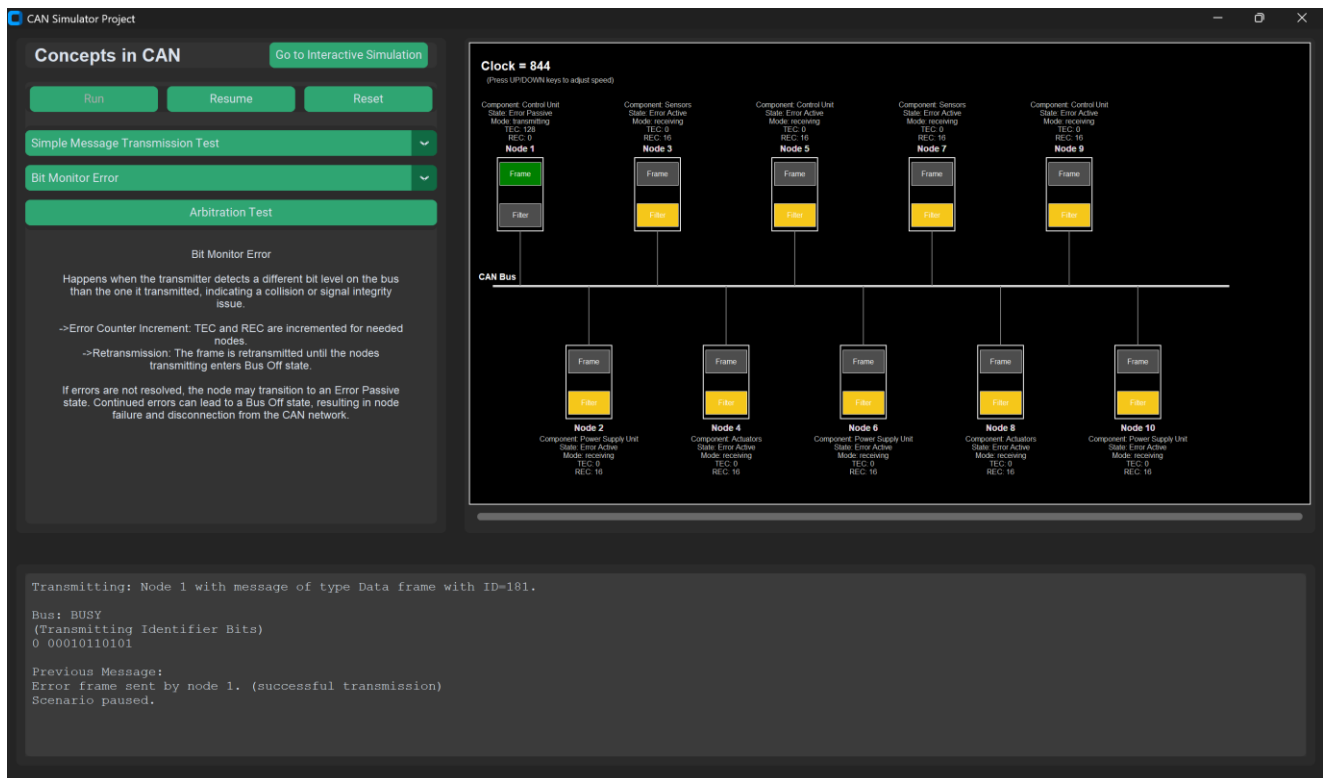 CAN Simulator Project
Concepts in CAN
Go to Interactive Simulation
Run
Resume
Reset
Simple Message Transmission Test
Bit Monitor Error
Arbitration Test
Bit Monitor Error
Happens when the transmitter detects a different bit level on the bus
than the one it transmitted, indicating a collision or signal integrity
issue.
->Error Counter Increment: TEC and REC are incremented for needed
nodes.
->Retransmission: The frame is retransmitted until the nodes
transmitting enters Bus Off state.
If errors are not resolved, the node may transition to an Error Passive
state. Continued errors can lead to a Bus Off state, resulting in node
failure and disconnection from the CAN network.
Clock = 844
(Press UP/DOWN keys to adjust speed)
Component: Control Unit
State: Error Passive
Mode: transmitting
TEC: 128
REC: 0
Node 1
Frame
Filter
Component: Sensors
State: Error Active
Mode: receiving
TEC: 0
REC: 16
Node 3
Frame
Filter
Component: Control Unit
State: Error Active
Mode: receiving
TEC: 0
REC: 16
Node 5
Frame
Filter
Component: Sensors
State: Error Active
Mode: receiving
TEC: 0
REC: 16
Node 7
Frame
Filter
Component: Control Unit
State: Error Active
Mode: receiving
TEC: 0
REC: 16
Node 9
Frame
Filter
CAN Bus
Frame
Filter
Node 2
Component: Power Supply Unit
State: Error Active
Mode: receiving
TEC: 0
REC: 16
Frame
Filter
Node 4
Component: Actuators
State: Error Active
Mode: receiving
TEC: 0
REC: 16
Frame
Filter
Node 6
Component: Power Supply Unit
State: Error Active
Mode: receiving
TEC: 0
REC: 16
Frame
Filter
Node 8
Component: Actuators
State: Error Active
Mode: receiving
TEC: 0
REC: 16
Frame
Filter
Node 10
Component: Power Supply Unit
State: Error Active
Mode: receiving
TEC: 0
REC: 16
Transmitting: Node 1 with message of type Data frame with ID=181.
Bus: BUSY
(Transmitting Identifier Bits)
0 00010110101
Previous Message:
Error frame sent by node 1. (successful transmission)
Scenario paused.